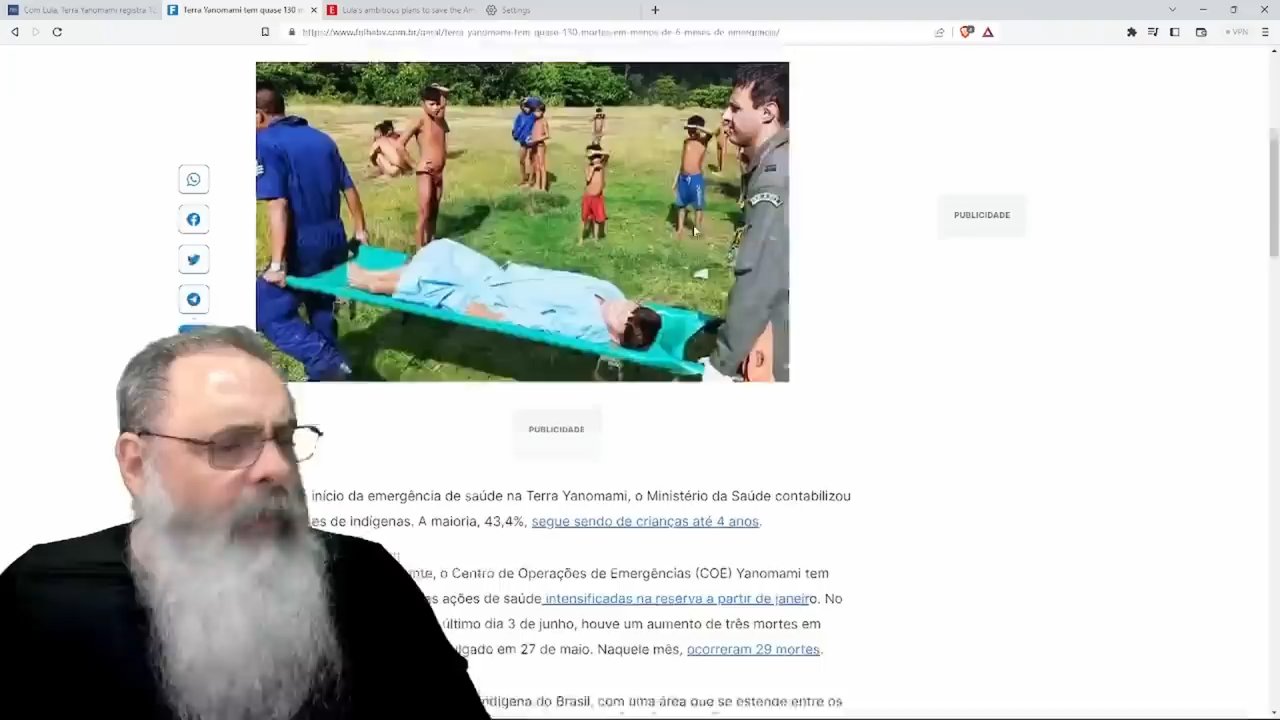 Com Lula, Terra Yanomami registra
Terra Yanomami tem quase 130
Lula's ambitious plans to save the Am
Settings
https://www.folhabv.com.br/geral/terra-yanomami-tem-quase-130-mortes-em-menos-de-6-meses-de-emergencia/
VPN
PUBLICIDADE
PUBLICIDADE
início da emergência de saúde na Terra Yanomami, o Ministério da Saúde contabilizou
es de indígenas. A maioria, 43,4%, segue sendo de crianças até 4 anos.
nte, o Centro de Operações de Emergências (COE) Yanomami tem
s ações de saúde intensificadas na reserva a partir de janeiro. No
último dia 3 de junho, houve um aumento de três mortes em
lgado em 27 de maio. Naquele mês, ocorreram 29 mortes.
ndígena do Brasil, com uma área que se estende entre os